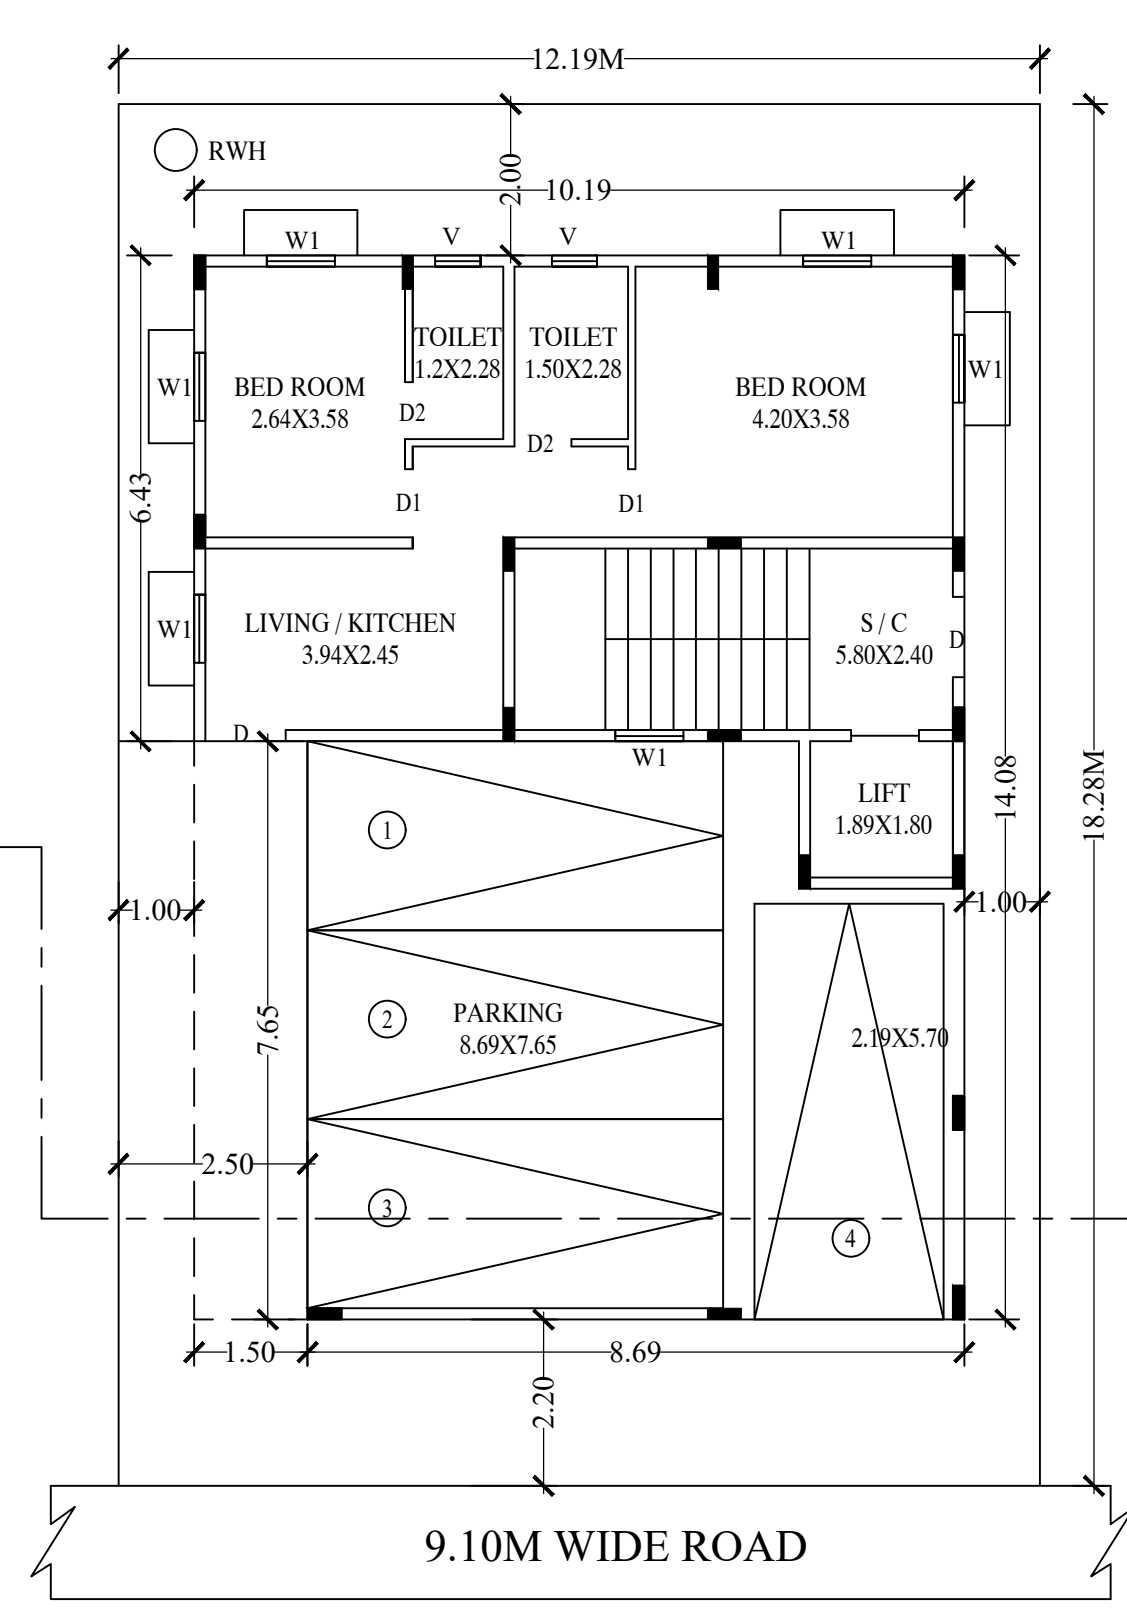 12.19M
RWH
2.00
10.19
W1
V
V
W1
TOILET
1.2X2.28
TOILET
1.50X2.28
W1
BED ROOM
2.64X3.58
BED ROOM
4.20X3.58
W1
D2
D2
6.43
D1
D1
W1
LIVING / KITCHEN
3.94X2.45
S / C
5.80X2.40
D
D
W1
LIFT
1.89X1.80
14.08
18.28M
1
1.00
1.00
2
PARKING
8.69X7.65
7.65
2.19X5.70
2.50
3
4
1.50
8.69
2.20
9.10M WIDE ROAD